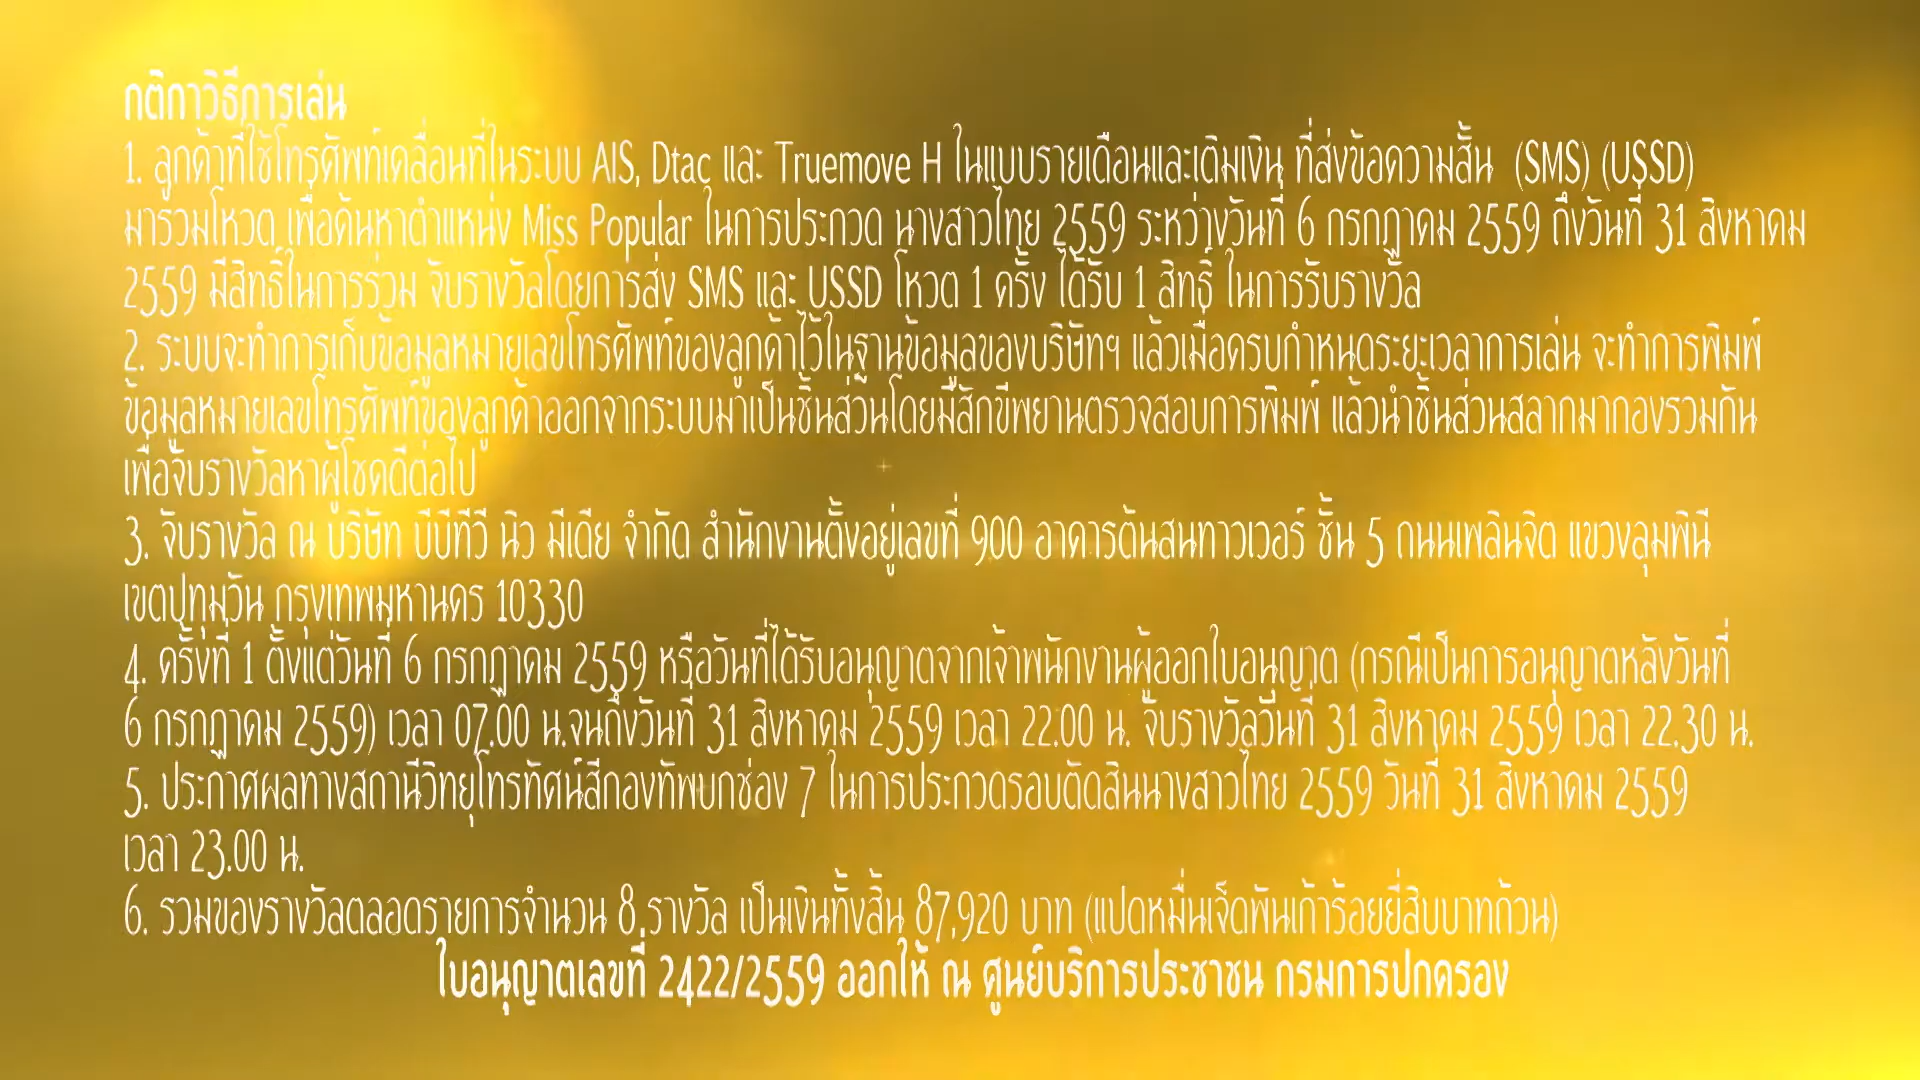 กติกาวิธีการเล่น
1. ลูกค้าที่ใช้โทรศัพท์เคลื่อนที่ในระบบ AIS, Dtac และ Truemove H ในแบบรายเดือนและเติมเงิน ที่ส่งข้อความสั้น (SMS) (USSD)
มาร่วมโหวต เพื่อค้นหาตำแหน่ง Miss Popular ในการประกวด นางสาวไทย 2559 ระหว่างวันที่ 6 กรกฎาคม 2559 ถึงวันที่ 31 สิงหาคม
2559 มีสิทธิ์ในการร่วม จับรางวัลโดยการส่ง SMS และ USSD โหวต 1 ครั้ง ได้รับ 1 สิทธิ์ ในการรับรางวัล
2. ระบบจะทำการเก็บข้อมูลหมายเลขโทรศัพท์ของลูกค้าไว้ในฐานข้อมูลของบริษัทฯ แล้วเมื่อครบกำหนดระยะเวลาการเล่น จะทำการพิมพ์
ข้อมูลหมายเลขโทรศัพท์ของลูกค้าออกจากระบบมาเป็นชิ้นส่วนโดยมีสักขีพยานตรวจสอบการพิมพ์ แล้วนำชิ้นส่วนสลากมากองรวมกัน
เพื่อจับรางวัลหาผู้โชคดีต่อไป
3. จับรางวัล ณ บริษัท บีบีทีวี นิว มีเดีย จำกัด สำนักงานตั้งอยู่เลขที่ 900 อาคารต้นสนทาวเวอร์ ชั้น 5 ถนนเพลินจิต แขวงลุมพินี
เขตปทุมวัน กรุงเทพมหานคร 10330
4. ครั้งที่ 1 ตั้งแต่วันที่ 6 กรกฎาคม 2559 หรือวันที่ได้รับอนุญาตจากเจ้าพนักงานผู้ออกใบอนุญาต (กรณีเป็นการอนุญาตหลังวันที่
6 กรกฎาคม 2559) เวลา 07.00 น.จนถึงวันที่ 31 สิงหาคม 2559 เวลา 22.00 น. จับรางวัลวันที่ 31 สิงหาคม 2559 เวลา 22.30 น.
5. ประกาศผลทางสถานีวิทยุโทรทัศน์สีกองทัพบกช่อง 7 ในการประกวดรอบตัดสินนางสาวไทย 2559 วันที่ 31 สิงหาคม 2559
เวลา 23.00 น.
6. รวมของรางวัลตลอดรายการจำนวน 8 รางวัล เป็นเงินทั้งสิ้น 87,920 บาท (แปดหมื่นเจ็ดพันเก้าร้อยยี่สิบบาทถ้วน)
ใบอนุญาตเลขที่ 2422/2559 ออกให้ ณ ศูนย์บริการประชาชน กรมการปกครอง